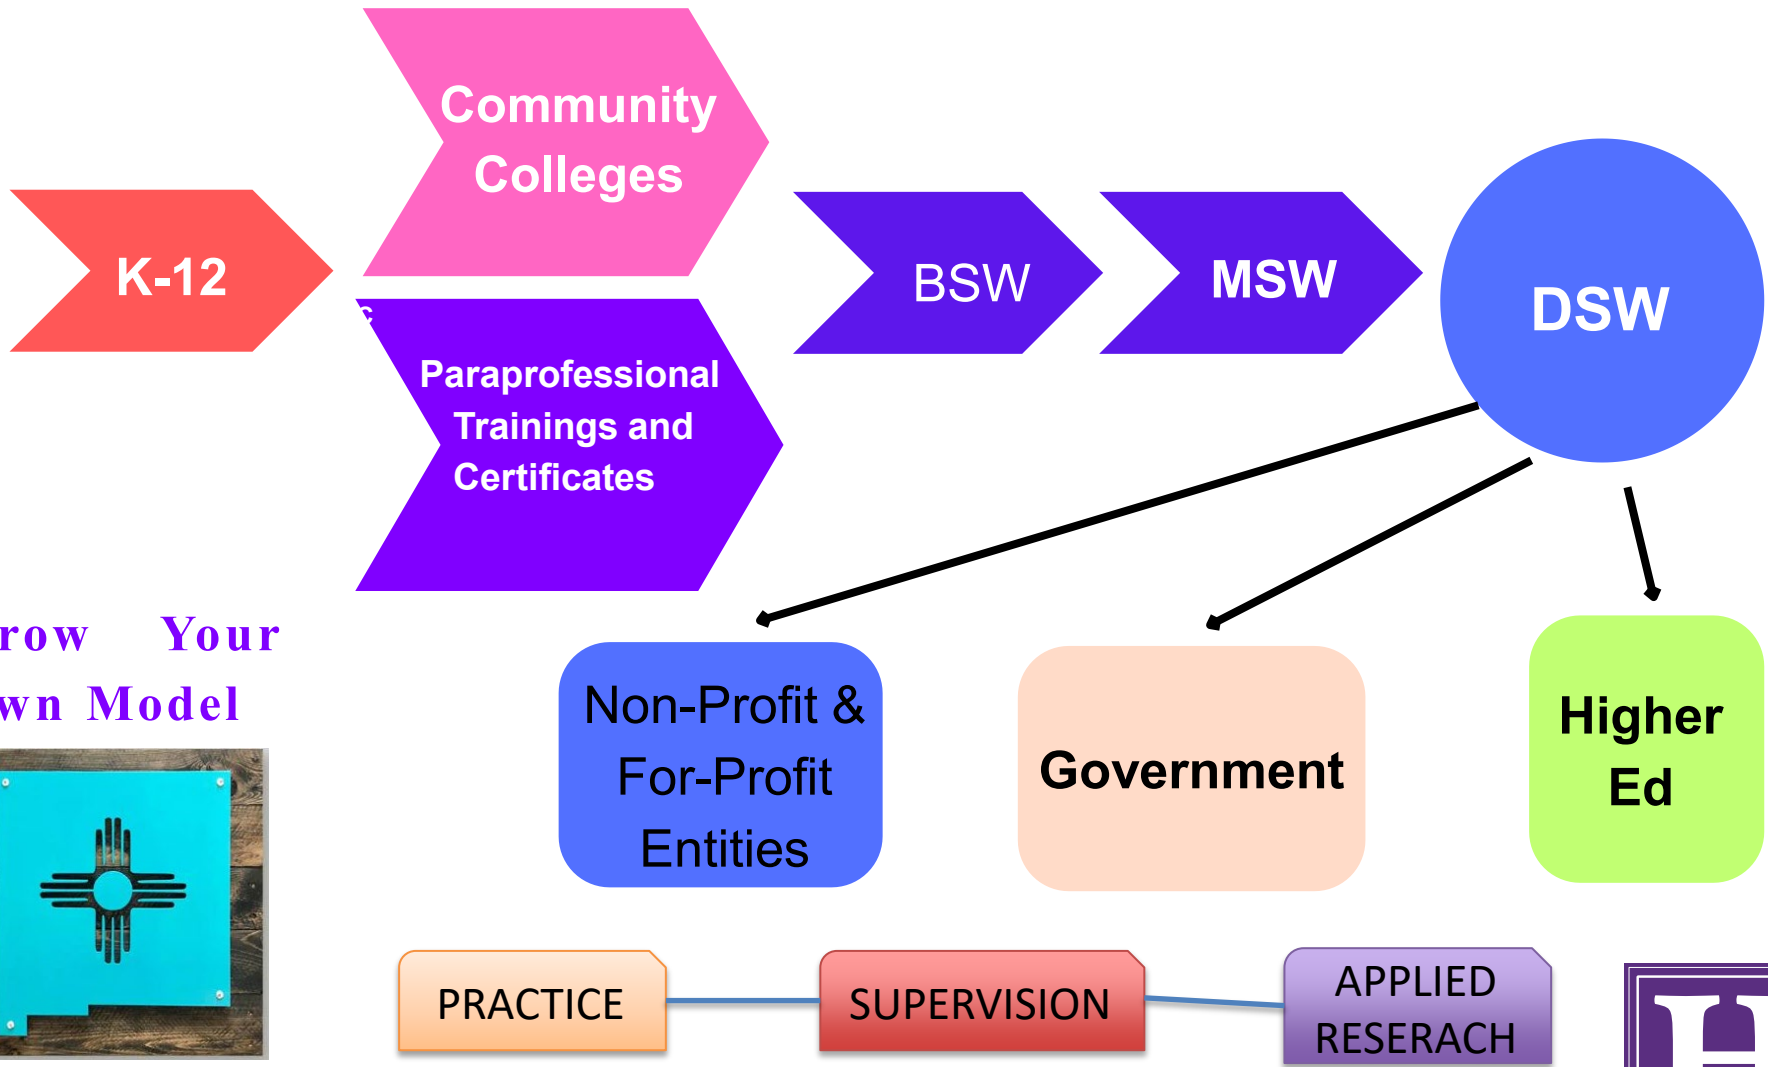 Community
Colleges
K-12
BSW
MSW
DSW
c
Paraprofessional
Trainings and
Certificates
row Your
wn Model
Non-Profit &
For-Profit
Entities
Government
Higher
Ed
PRACTICE
SUPERVISION
APPLIED
RESERACH